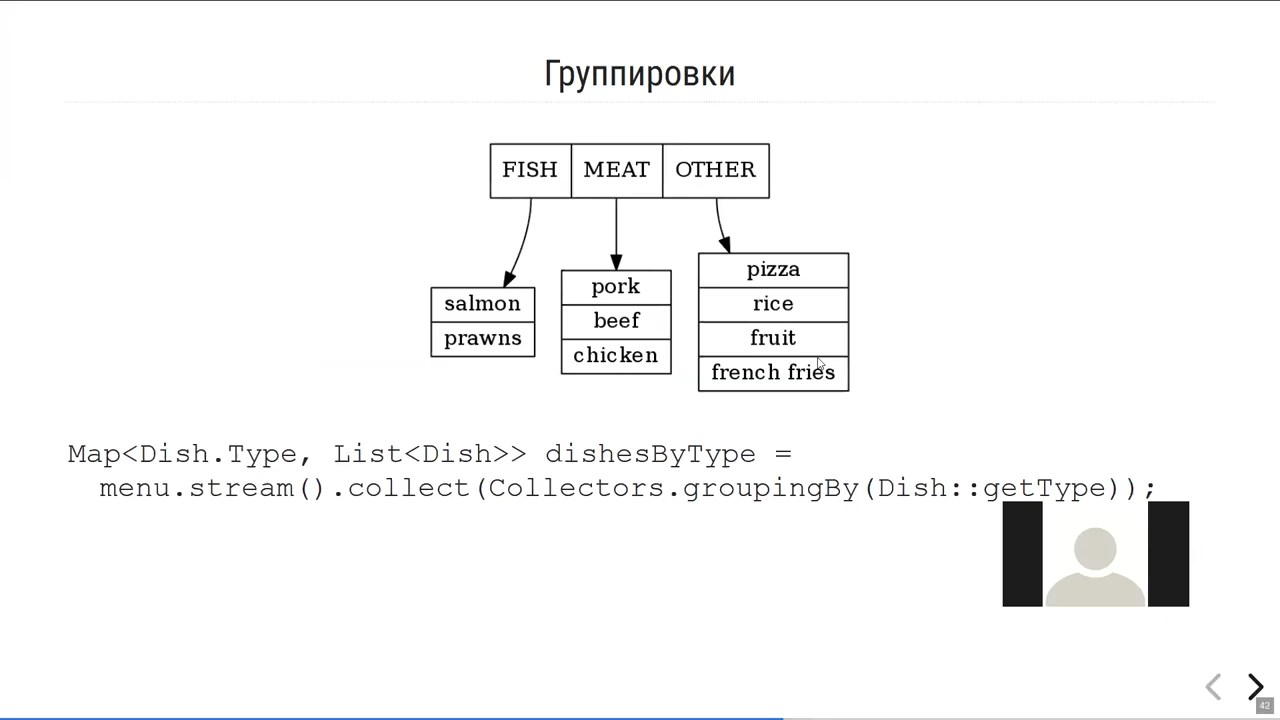 Группировки
FISH MEAT OTHER
salmon
prawns
pork
beef
chicken
pizza
rice
fruit
french fries
Map<Dish.Type, List<Dish>> dishesByType =
menu.stream().collect(Collectors.groupingBy(Dish::getType));
42